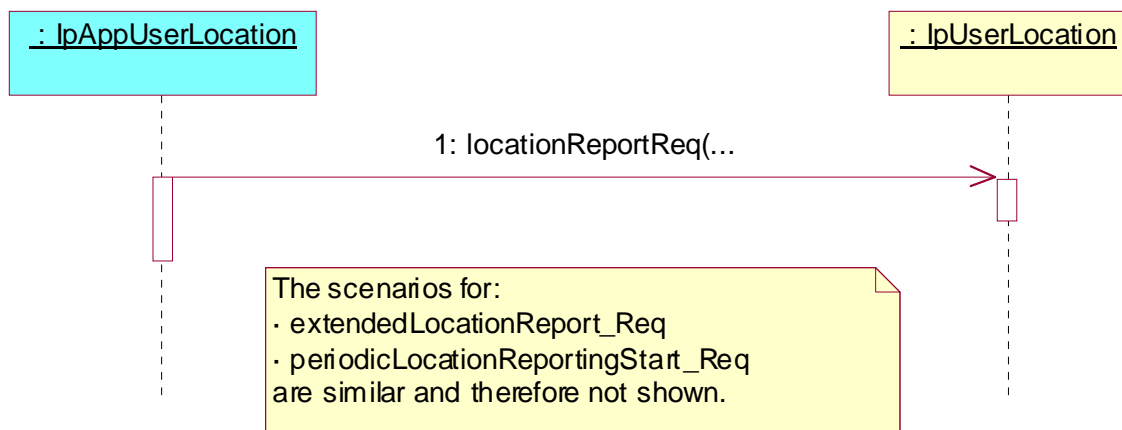 : IpAppUserLocation
: IpUserLocation
1: locationReportReq(...
The scenarios for:
· extendedLocationReport_Req
· periodicLocationReportingStart_Req
are similar and therefore not shown.